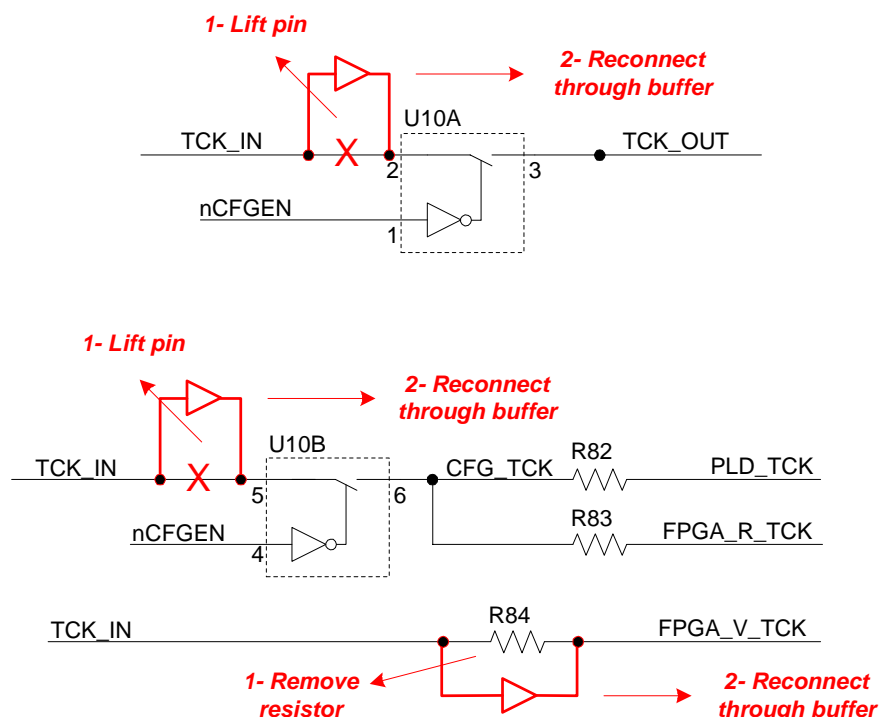 1- Lift pin
2- Reconnect
through buffer
U10A
TCK_IN
2
3
TCK_OUT
nCFGEN
1
1- Lift pin
2- Reconnect
through buffer
U10B
TCK_IN
5
6
CFG_TCK
R82
PLD_TCK
nCFGEN
4
R83
FPGA_R_TCK
TCK_IN
R84
FPGA_V_TCK
1- Remove
resistor
2- Reconnect
through buffer